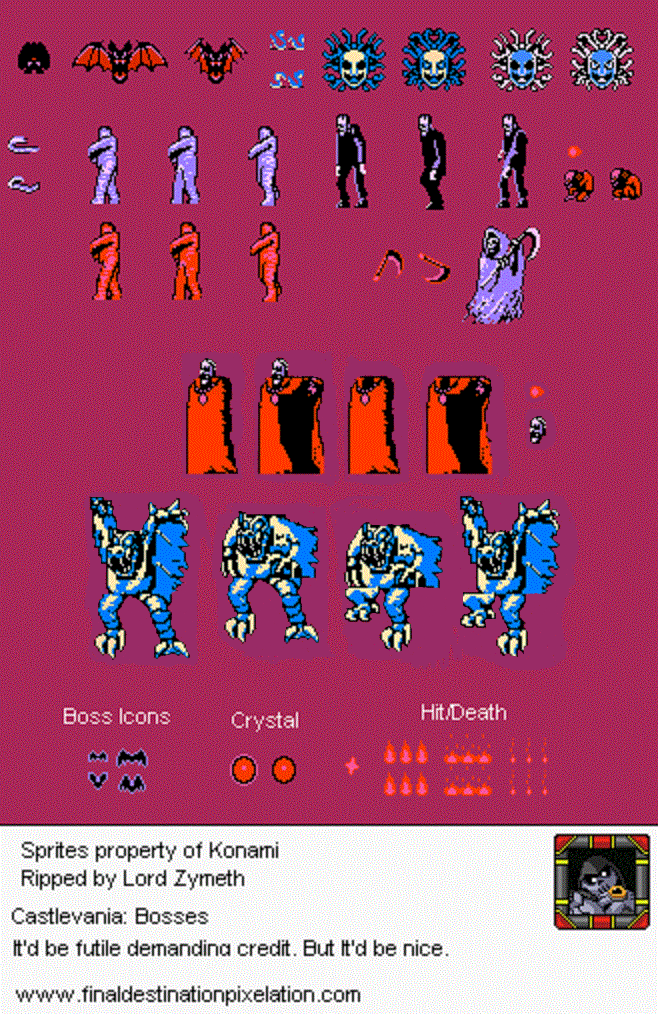 Boss Icons
Crystal
Hit/Death
Sprites property of Konami
Ripped by Lord Zymeth
Castlevania: Bosses
It'd be futile demanding credit. But It'd be nice.
www.finaldestinationpixelation.com